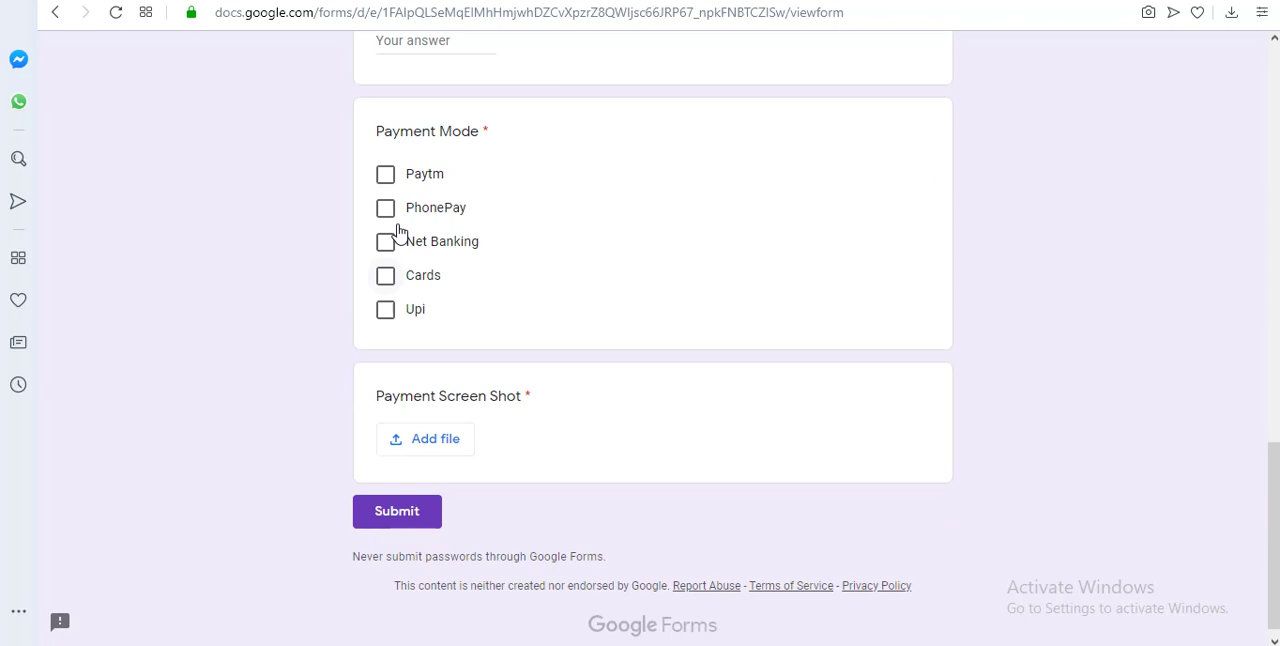 docs.google.com/forms/d/e/1FAIpQLSeMqEIMhHmjwhDZCvXpzrZ8QWIjsc66JRP67_npkFNBTCZISw/viewform
Your answer
Payment Mode *
Paytm
PhonePay
Net Banking
Cards
Upi
Payment Screen Shot *
Add file
Submit
Never submit passwords through Google Forms.
This content is neither created nor endorsed by Google. Report Abuse - Terms of Service - Privacy Policy
Google Forms
Activate Windows
Go to Settings to activate Windows.